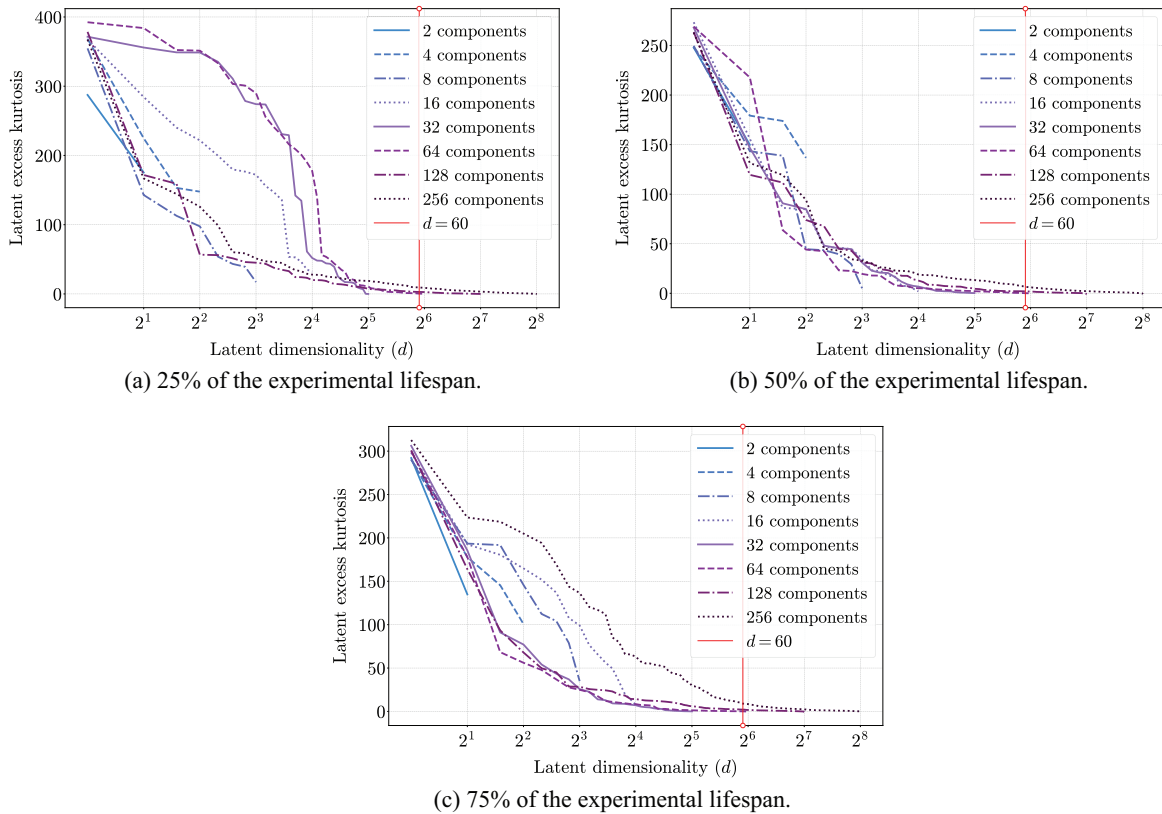 400
300
200
100
0
Latent excess kurtosis
2^1 2^2 2^3 2^4 2^5 2^6 2^7 2^8
Latent dimensionality (d)
2 components
4 components
8 components
16 components
32 components
64 components
128 components
256 components
d = 60
(a) 25% of the experimental lifespan.
250
200
150
100
50
0
Latent excess kurtosis
2^1 2^2 2^3 2^4 2^5 2^6 2^7 2^8
Latent dimensionality (d)
2 components
4 components
8 components
16 components
32 components
64 components
128 components
256 components
d = 60
(b) 50% of the experimental lifespan.
300
250
200
150
100
50
0
Latent excess kurtosis
2^1 2^2 2^3 2^4 2^5 2^6 2^7 2^8
Latent dimensionality (d)
2 components
4 components
8 components
16 components
32 components
64 components
128 components
256 components
d = 60
(c) 75% of the experimental lifespan.